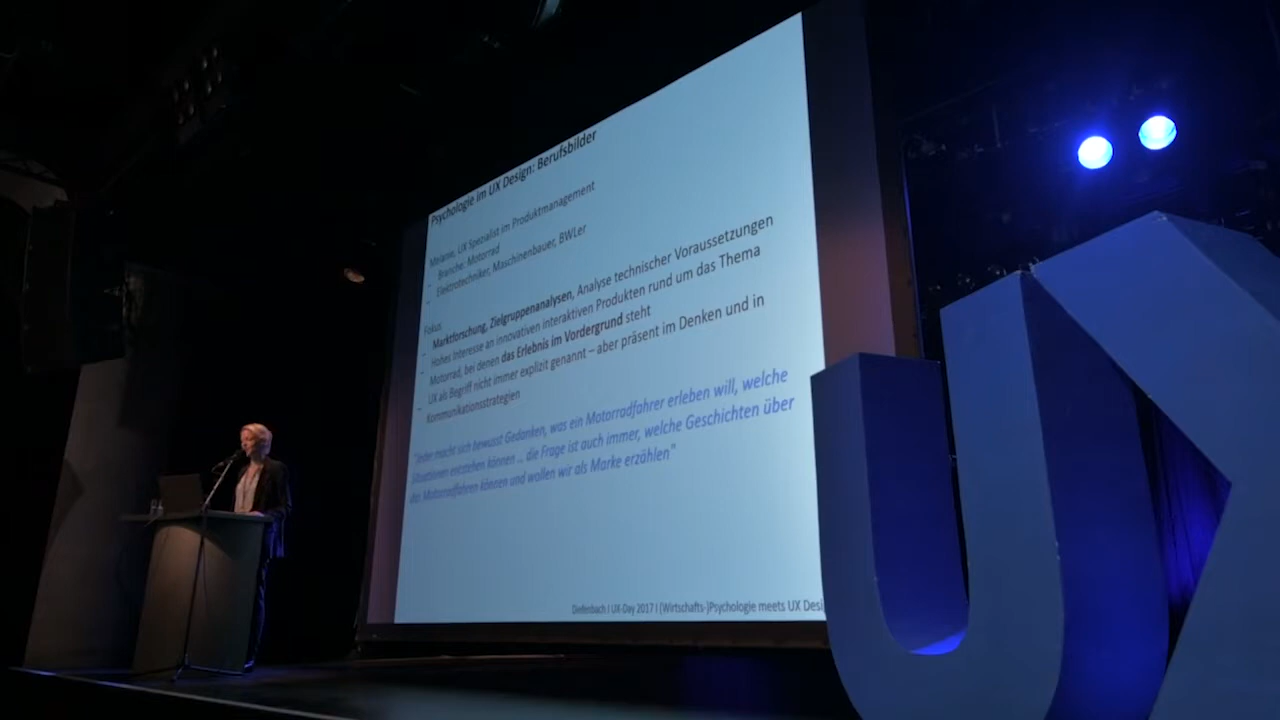 Psychologie im UX Design: Berufsbilder
Melanie, UX Spezialist im Produktmanagement
- Branche: Motorrad
- Elektrotechniker, Maschinenbauer, BWLer
Fokus
- Marktforschung, Zielgruppenanalysen, Analyse technischer Voraussetzungen
- Hohes Interesse an innovativen interaktiven Produkten rund um das Thema
Motorrad, bei denen das Erlebnis im Vordergrund steht
- UX als Begriff nicht immer explizit genannt – aber präsent im Denken und in
Kommunikationsstrategien
"Jeder macht sich bewusst Gedanken, was ein Motorradfahrer erleben will, welche
Situationen entstehen können ... die Frage ist auch immer, welche Geschichten über
das Motorradfahren können und wollen wir als Marke erzählen"
Diefenbach I UX-Day 2017 I (Wirtschafts-)Psychologie meets UX Desi
UX